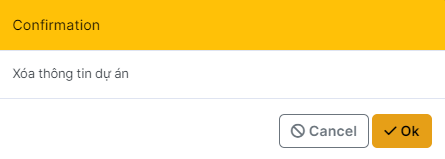 Confirmation
Xóa thông tin dự án
Cancel Ok